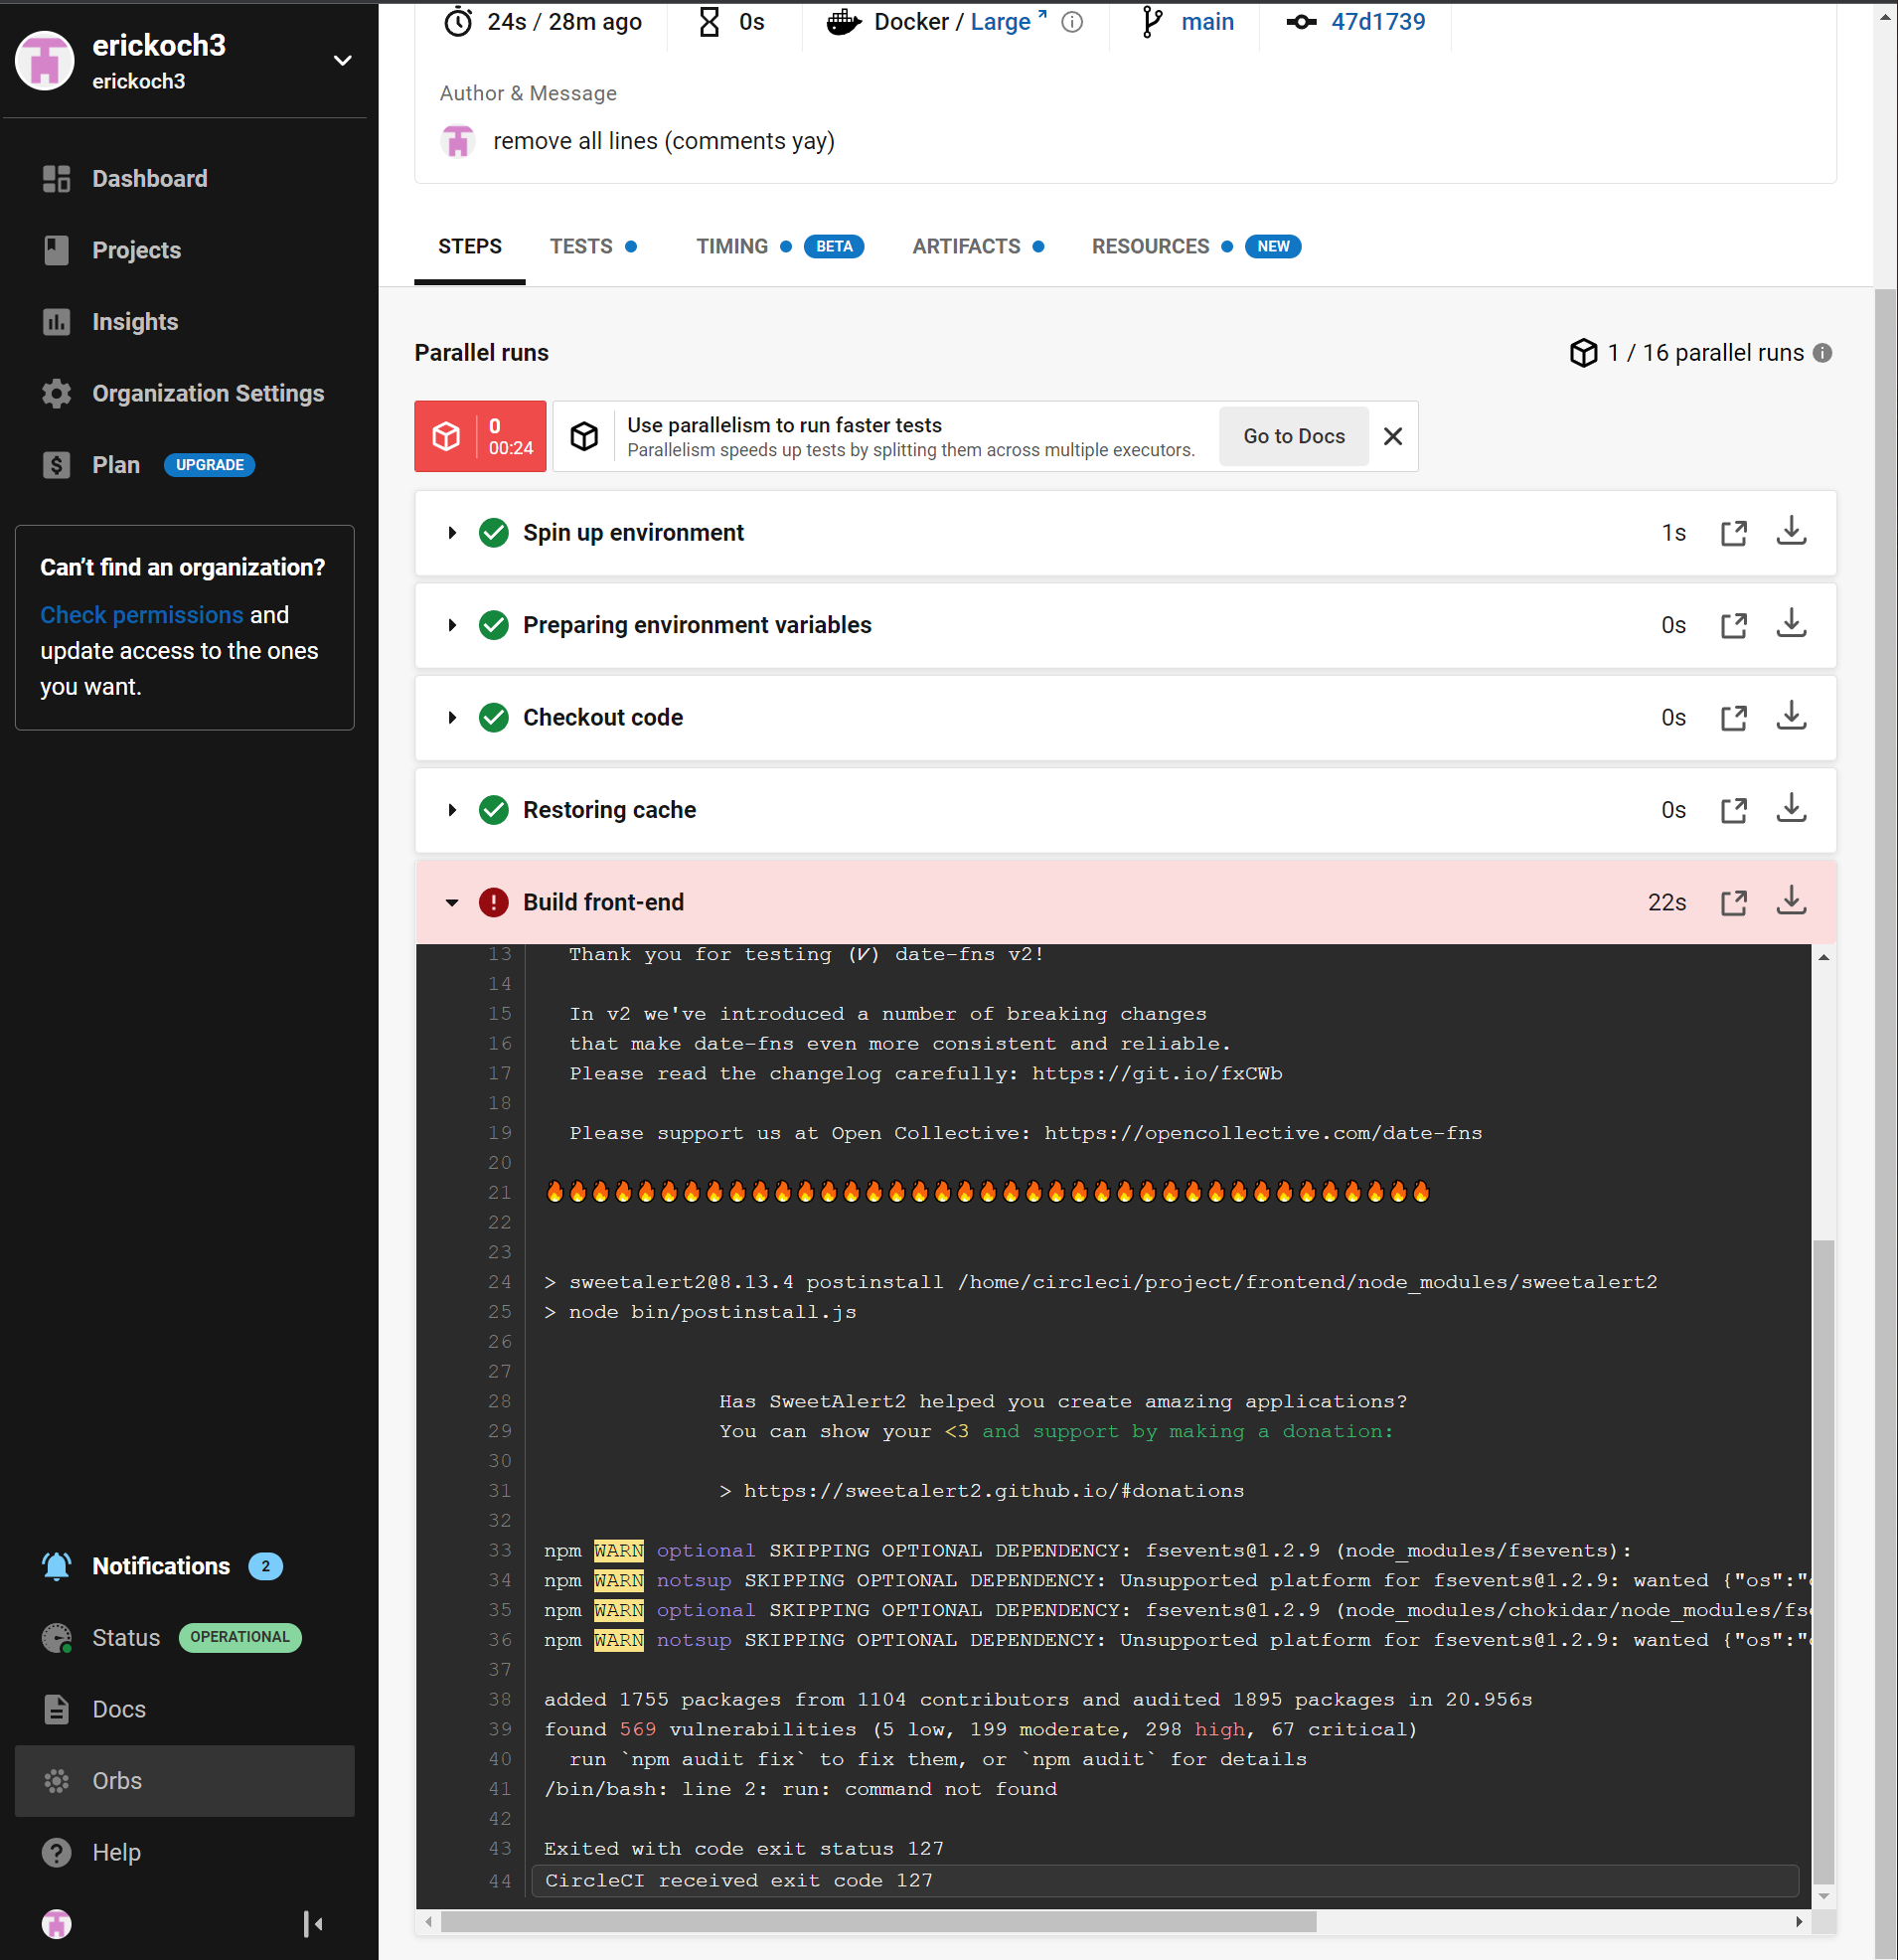 erickoch3
erickoch3
Dashboard
Projects
Insights
Organization Settings
Plan UPGRADE
Can't find an organization?
Check permissions and
update access to the ones
you want.
Notifications 2
Status OPERATIONAL
Docs
Orbs
Help
24s / 28m ago 0s Docker / Large main 47d1739
Author & Message
remove all lines (comments yay)
STEPS TESTS TIMING BETA ARTIFACTS RESOURCES NEW
Parallel runs 1 / 16 parallel runs
0
00:24
Use parallelism to run faster tests
Parallelism speeds up tests by splitting them across multiple executors.
Go to Docs
Spin up environment 1s
Preparing environment variables 0s
Checkout code 0s
Restoring cache 0s
Build front-end 22s
13 Thank you for testing (V) date-fns v2!
14
15 In v2 we've introduced a number of breaking changes
16 that make date-fns even more consistent and reliable.
17 Please read the changelog carefully: https://git.io/fxCWb
18
19 Please support us at Open Collective: https://opencollective.com/date-fns
20
21 🔥🔥🔥🔥🔥🔥🔥🔥🔥🔥🔥🔥🔥🔥🔥🔥🔥🔥🔥🔥🔥🔥🔥🔥🔥🔥🔥🔥🔥🔥🔥🔥🔥🔥🔥🔥🔥🔥🔥
22
23
24 > sweetalert2@8.13.4 postinstall /home/circleci/project/frontend/node_modules/sweetalert2
25 > node bin/postinstall.js
26
27
28 Has SweetAlert2 helped you create amazing applications?
29 You can show your <3 and support by making a donation:
30
31 > https://sweetalert2.github.io/#donations
32
33 npm WARN optional SKIPPING OPTIONAL DEPENDENCY: fsevents@1.2.9 (node_modules/fsevents):
34 npm WARN notsup SKIPPING OPTIONAL DEPENDENCY: Unsupported platform for fsevents@1.2.9: wanted {"os":"
35 npm WARN optional SKIPPING OPTIONAL DEPENDENCY: fsevents@1.2.9 (node_modules/chokidar/node_modules/fs
36 npm WARN notsup SKIPPING OPTIONAL DEPENDENCY: Unsupported platform for fsevents@1.2.9: wanted {"os":"
37
38 added 1755 packages from 1104 contributors and audited 1895 packages in 20.956s
39 found 569 vulnerabilities (5 low, 199 moderate, 298 high, 67 critical)
40 run `npm audit fix` to fix them, or `npm audit` for details
41 /bin/bash: line 2: run: command not found
42
43 Exited with code exit status 127
44 CircleCI received exit code 127